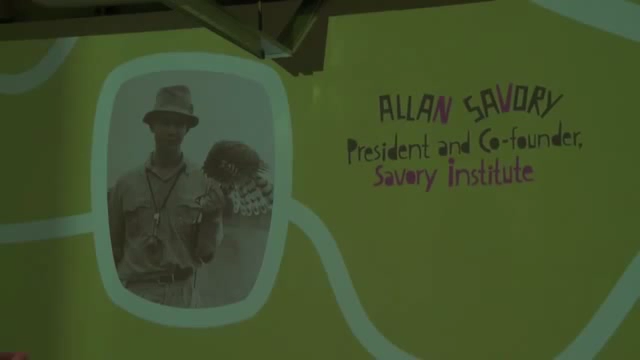 ALLAN SAVORY
President and Co-founder,
Savory Institute